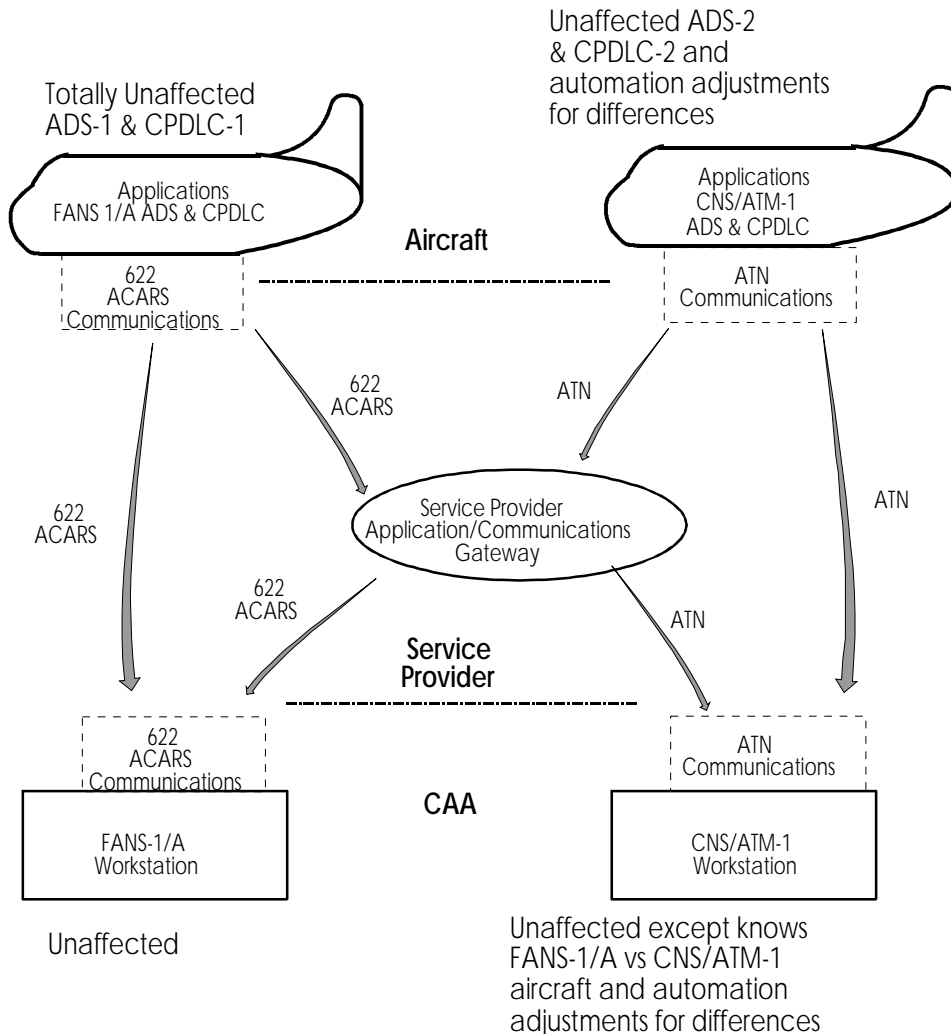 Unaffected ADS-2
& CPDLC-2 and
automation adjustments
for differences
Totally Unaffected
ADS-1 & CPDLC-1
Applications
FANS 1/A ADS & CPDLC
Applications
CNS/ATM-1
ADS & CPDLC
Aircraft
622
ACARS
Communications
ATN
Communications
622
ACARS
ATN
622
ACARS
ATN
Service Provider
Application/Communications
Gateway
622
ACARS
ATN
Service
Provider
622
ACARS
Communications
ATN
Communications
CAA
FANS-1/A
Workstation
CNS/ATM-1
Workstation
Unaffected
Unaffected except knows
FANS-1/A vs CNS/ATM-1
aircraft and automation
adjustments for differences